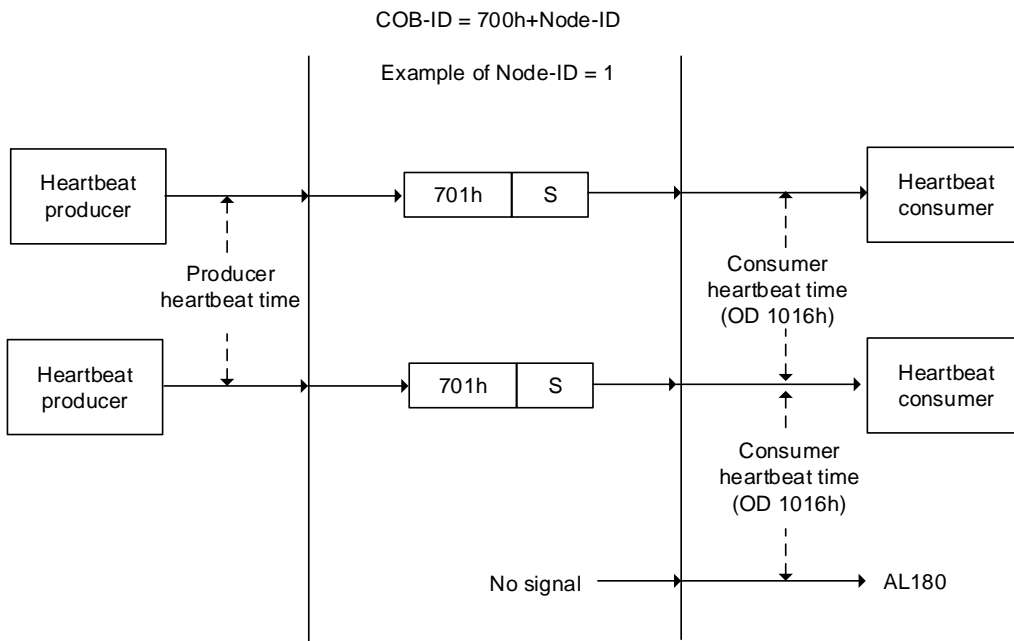 COB-ID = 700h+Node-ID
Example of Node-ID = 1
Heartbeat
producer
701h
S
Heartbeat
consumer
Producer
heartbeat time
Consumer
heartbeat time
(OD 1016h)
Heartbeat
producer
701h
S
Heartbeat
consumer
Consumer
heartbeat time
(OD 1016h)
No signal
AL180